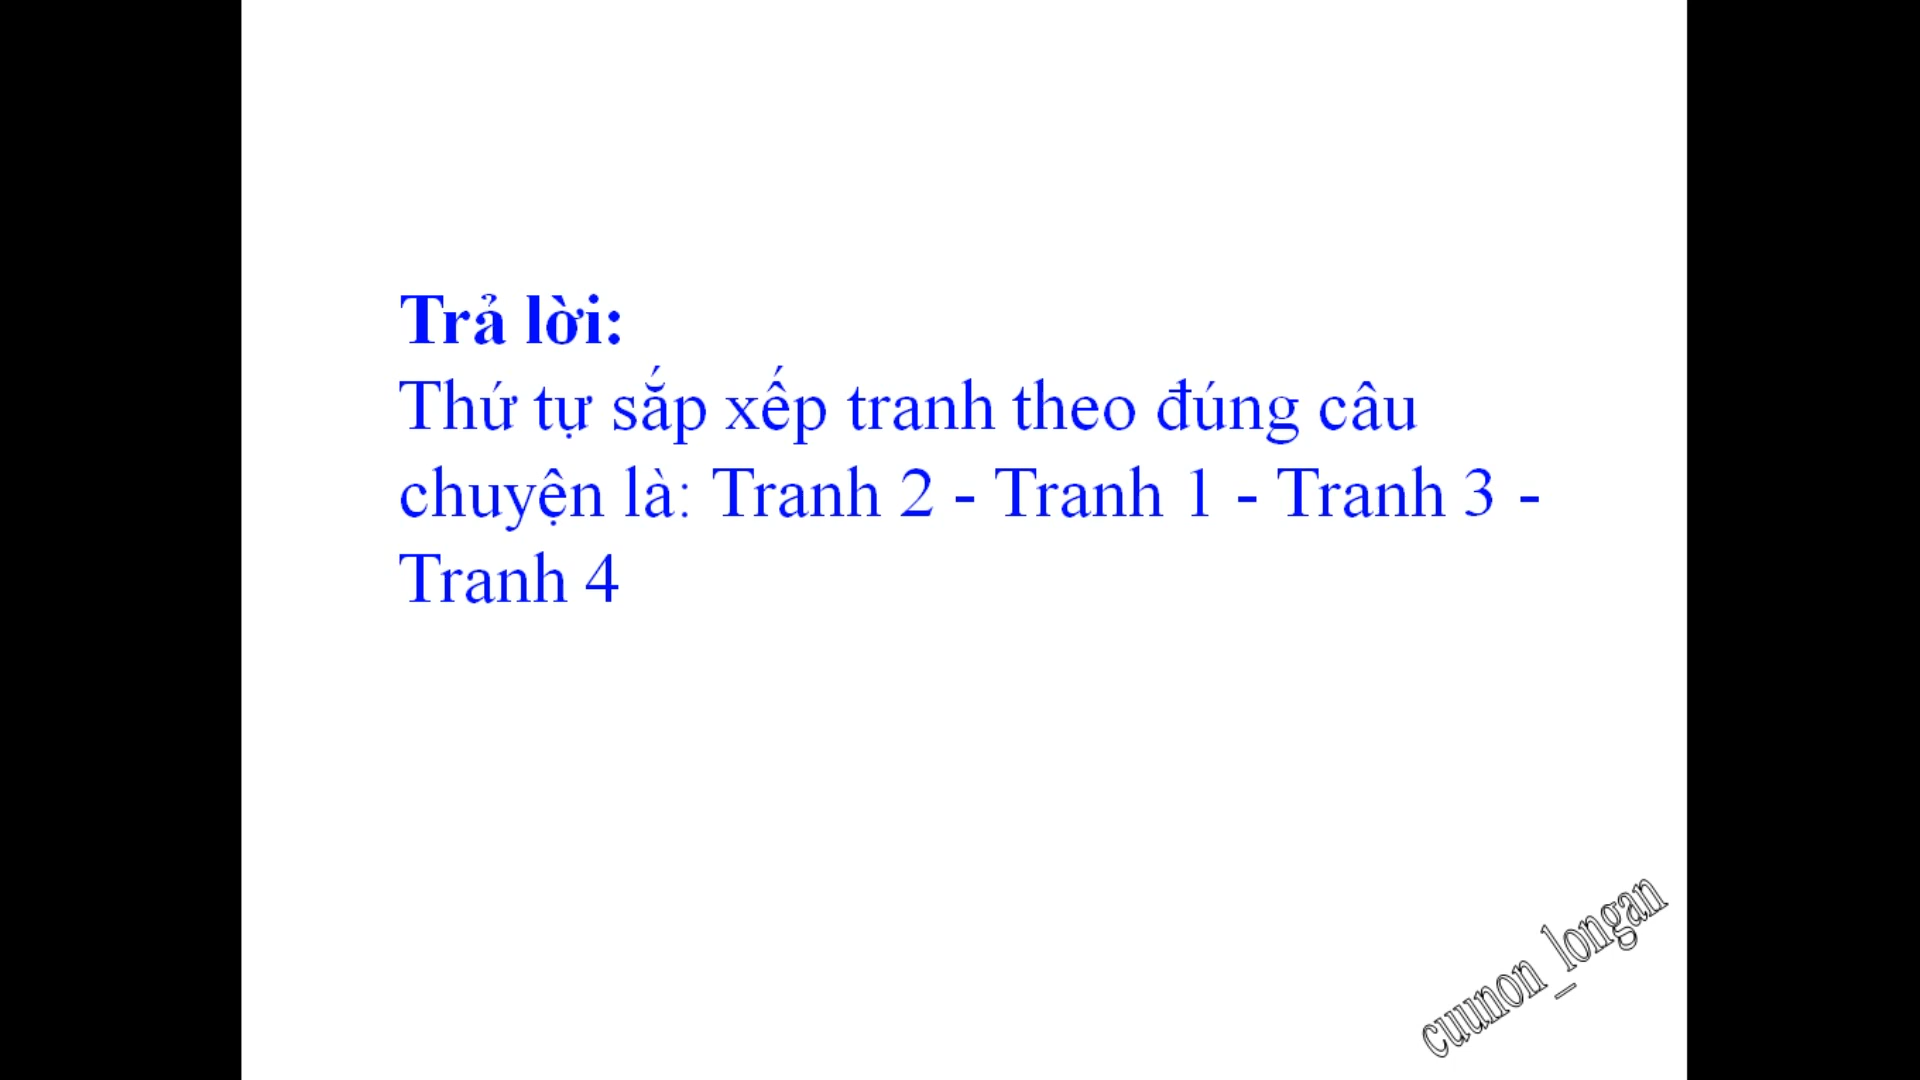 Trả lời:
Thứ tự sắp xếp tranh theo đúng câu
chuyện là: Tranh 2 - Tranh 1 - Tranh 3 -
Tranh 4
cuunon_longan